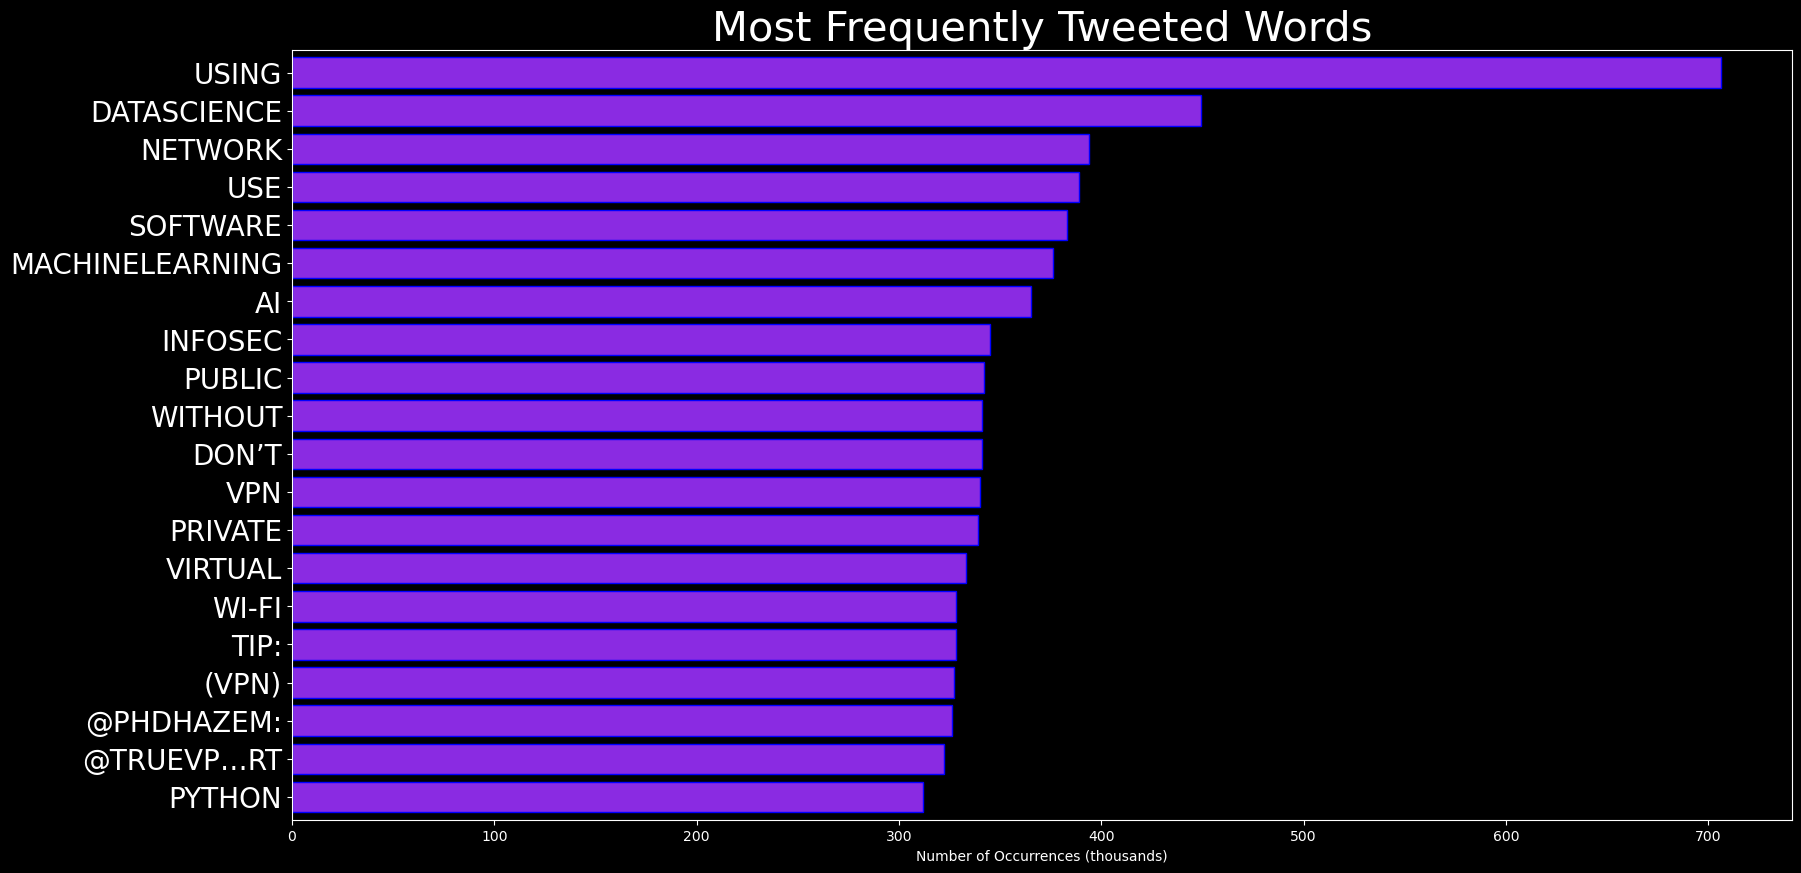 Most Frequently Tweeted Words
USING
DATASCIENCE
NETWORK
USE
SOFTWARE
MACHINELEARNING
AI
INFOSEC
PUBLIC
WITHOUT
DON’T
VPN
PRIVATE
VIRTUAL
WI-FI
TIP:
(VPN)
@PHDHAZEM:
@TRUEVP…RT
PYTHON
0 100 200 300 400 500 600 700
Number of Occurrences (thousands)